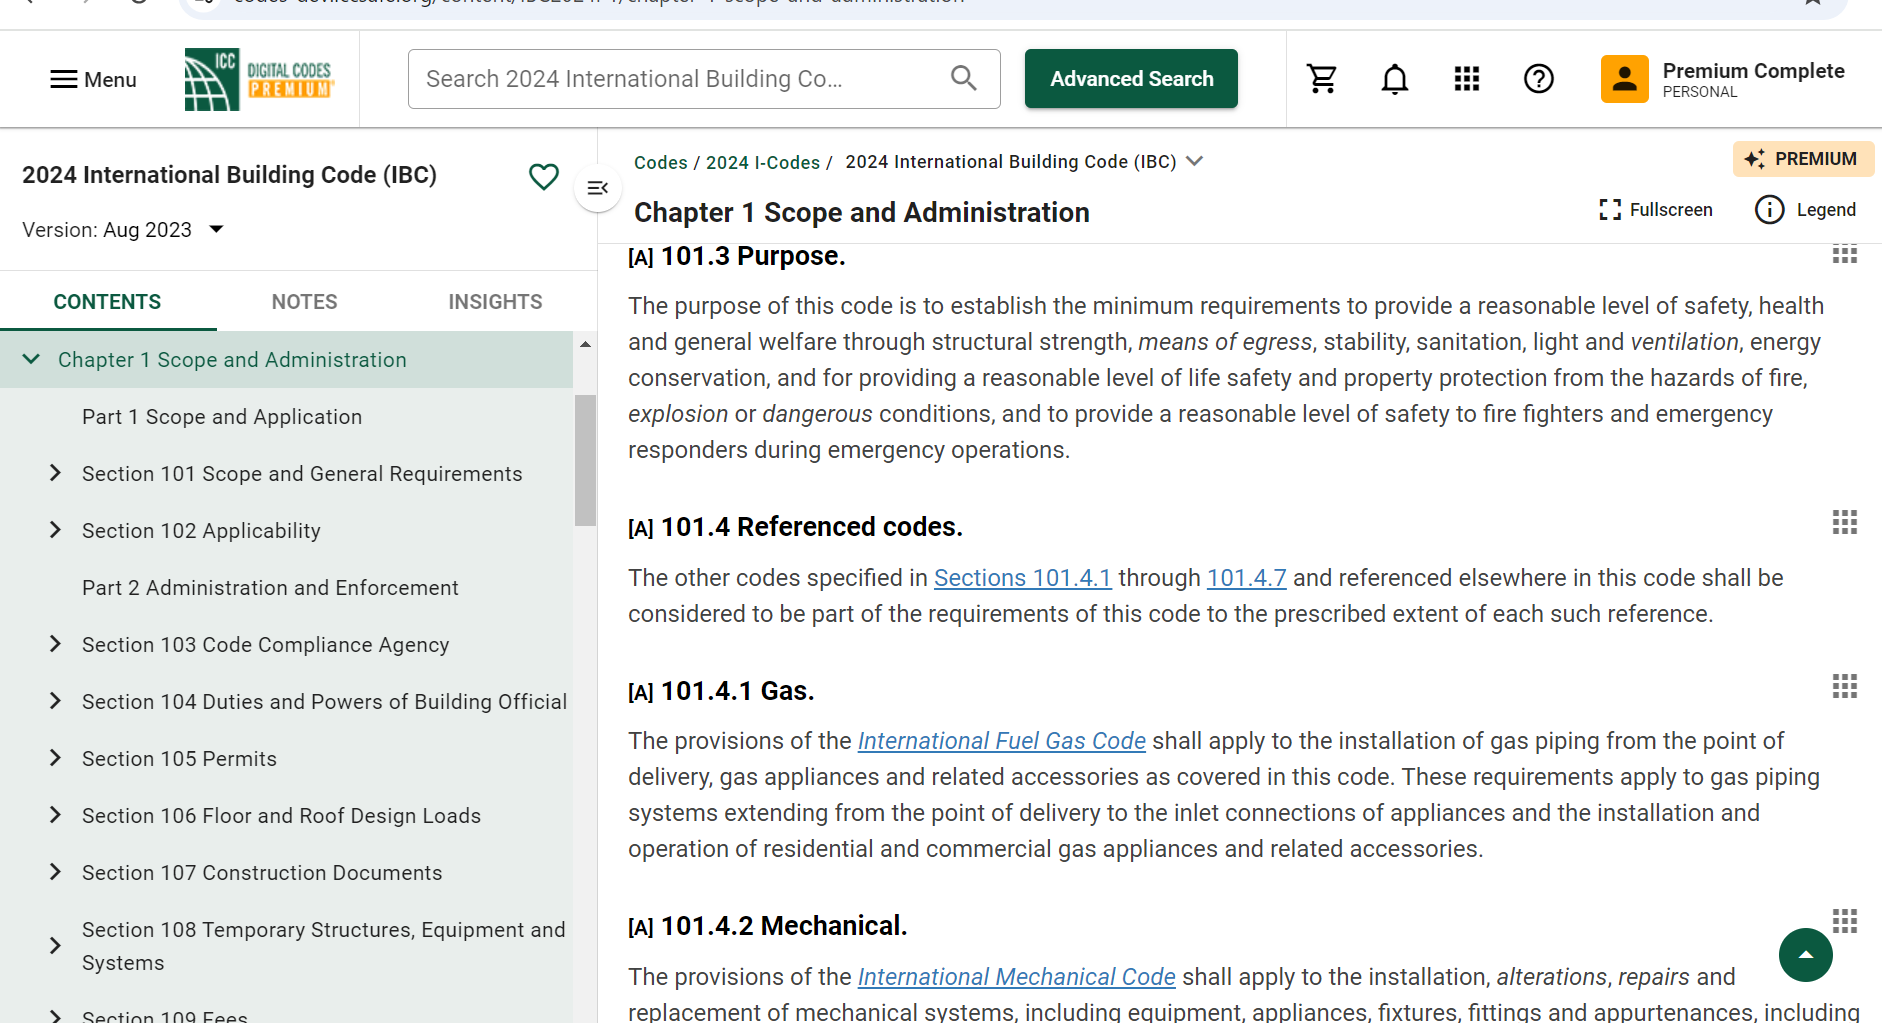 Menu
ICC
DIGITAL CODES
PREMIUM
Search 2024 International Building Co...
Advanced Search
Premium Complete
PERSONAL
2024 International Building Code (IBC)
Version: Aug 2023
CONTENTS NOTES INSIGHTS
Chapter 1 Scope and Administration
Part 1 Scope and Application
Section 101 Scope and General Requirements
Section 102 Applicability
Part 2 Administration and Enforcement
Section 103 Code Compliance Agency
Section 104 Duties and Powers of Building Official
Section 105 Permits
Section 106 Floor and Roof Design Loads
Section 107 Construction Documents
Section 108 Temporary Structures, Equipment and
Systems
Section 109 Fees
Codes / 2024 I-Codes / 2024 International Building Code (IBC)
PREMIUM
Chapter 1 Scope and Administration
Fullscreen
Legend
[A] 101.3 Purpose.
The purpose of this code is to establish the minimum requirements to provide a reasonable level of safety, health
and general welfare through structural strength, means of egress, stability, sanitation, light and ventilation, energy
conservation, and for providing a reasonable level of life safety and property protection from the hazards of fire,
explosion or dangerous conditions, and to provide a reasonable level of safety to fire fighters and emergency
responders during emergency operations.
[A] 101.4 Referenced codes.
The other codes specified in Sections 101.4.1 through 101.4.7 and referenced elsewhere in this code shall be
considered to be part of the requirements of this code to the prescribed extent of each such reference.
[A] 101.4.1 Gas.
The provisions of the International Fuel Gas Code shall apply to the installation of gas piping from the point of
delivery, gas appliances and related accessories as covered in this code. These requirements apply to gas piping
systems extending from the point of delivery to the inlet connections of appliances and the installation and
operation of residential and commercial gas appliances and related accessories.
[A] 101.4.2 Mechanical.
The provisions of the International Mechanical Code shall apply to the installation, alterations, repairs and
replacement of mechanical systems, including equipment, appliances, fixtures, fittings and appurtenances, including